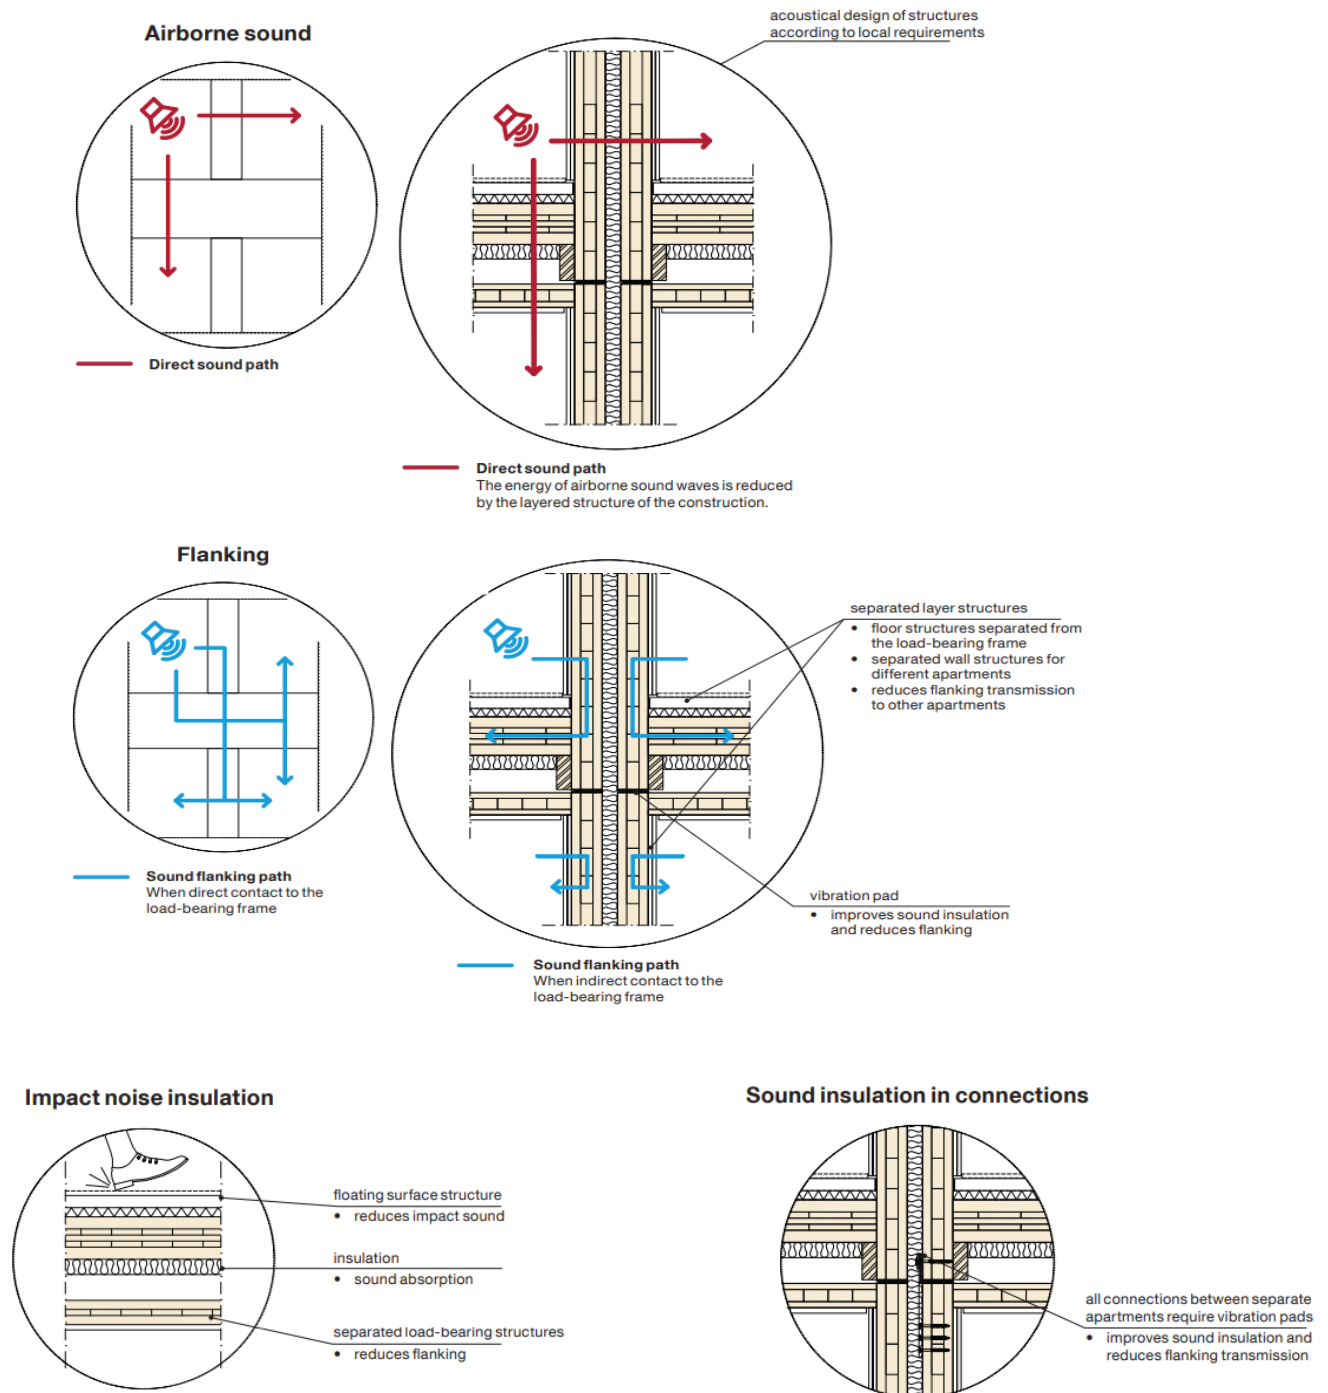 Airborne sound
acoustical design of structures
according to local requirements
Direct sound path
Direct sound path
The energy of airborne sound waves is reduced
by the layered structure of the construction.
Flanking
separated layer structures
• floor structures separated from
the load-bearing frame
• separated wall structures for
different apartments
• reduces flanking transmission
to other apartments
Sound flanking path
When direct contact to the
load-bearing frame
vibration pad
• improves sound insulation
and reduces flanking
Sound flanking path
When indirect contact to the
load-bearing frame
Impact noise insulation
floating surface structure
• reduces impact sound
insulation
• sound absorption
separated load-bearing structures
• reduces flanking
Sound insulation in connections
all connections between separate
apartments require vibration pads
• improves sound insulation and
reduces flanking transmission